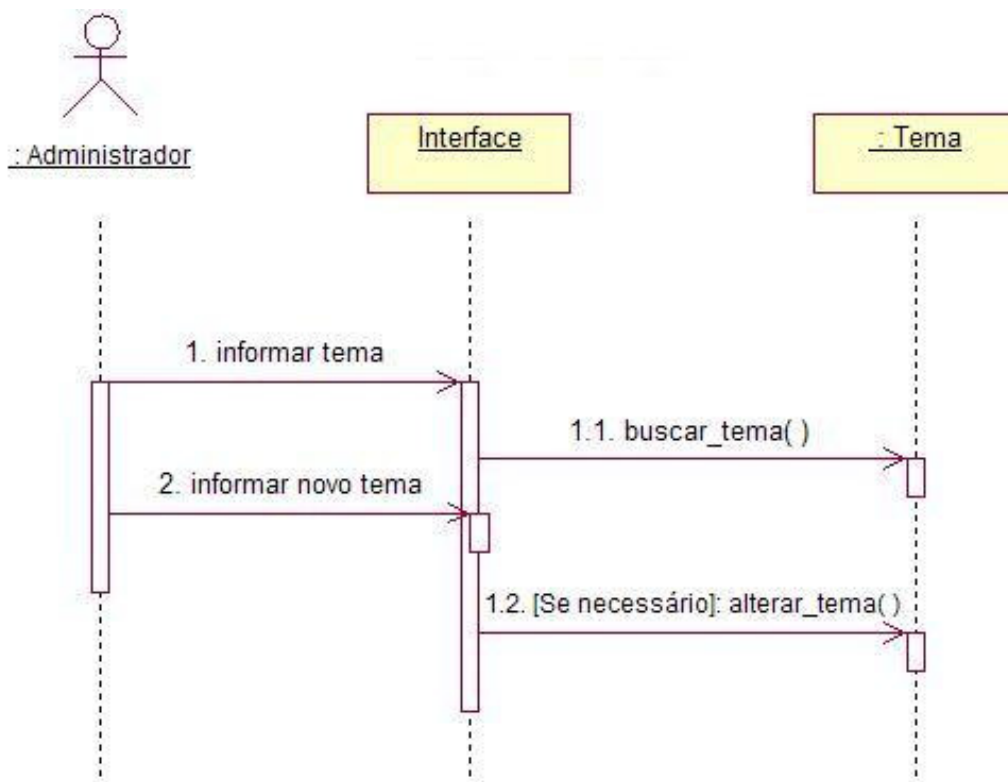 : Administrador
Interface
: Tema
1. informar tema
1.1. buscar_tema( )
2. informar novo tema
1.2. [Se necessário]: alterar_tema( )